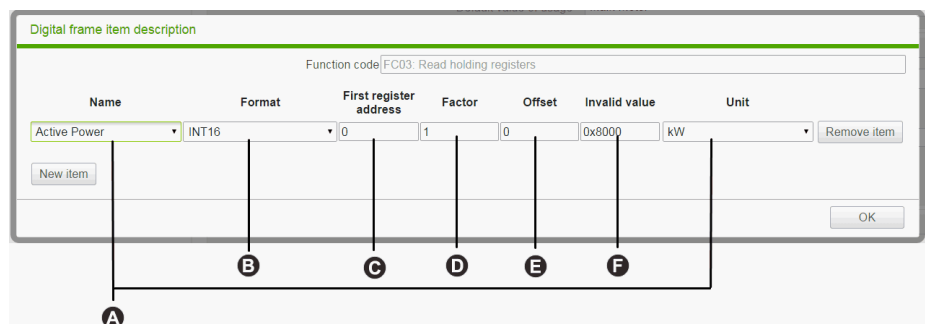 Digital frame item description
Function code FC03: Read holding registers
Name Format First register address Factor Offset Invalid value Unit
Active Power INT16 0 1 0 0x8000 kW Remove item
New item
OK
B C D E F
A